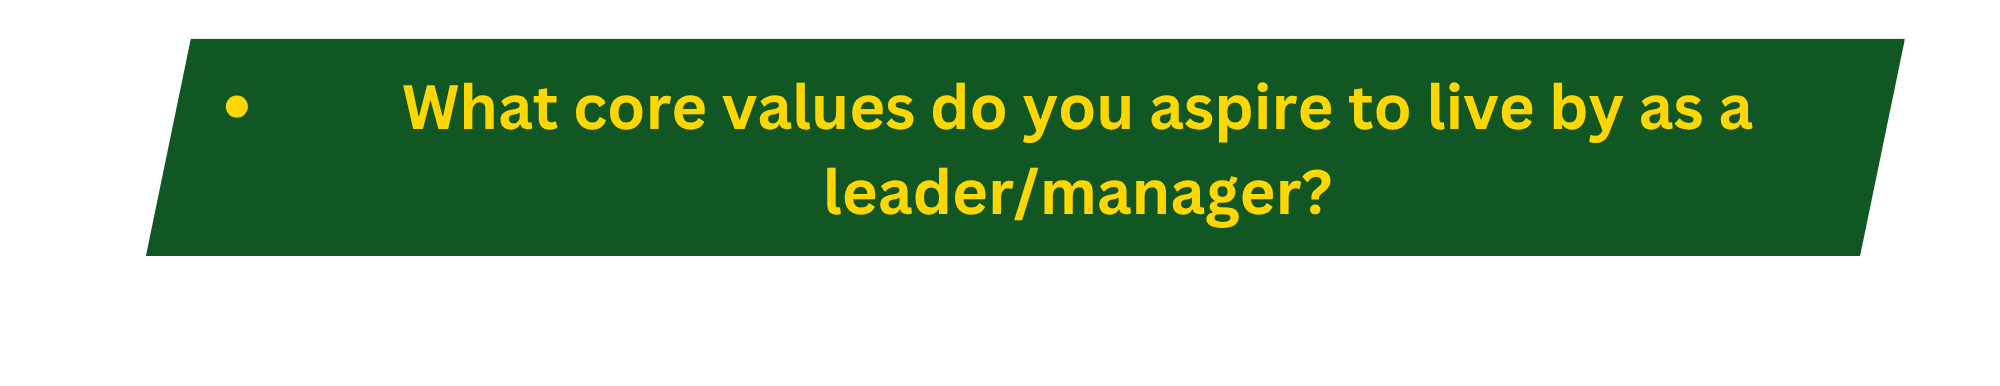 • What core values do you aspire to live by as a
leader/manager?